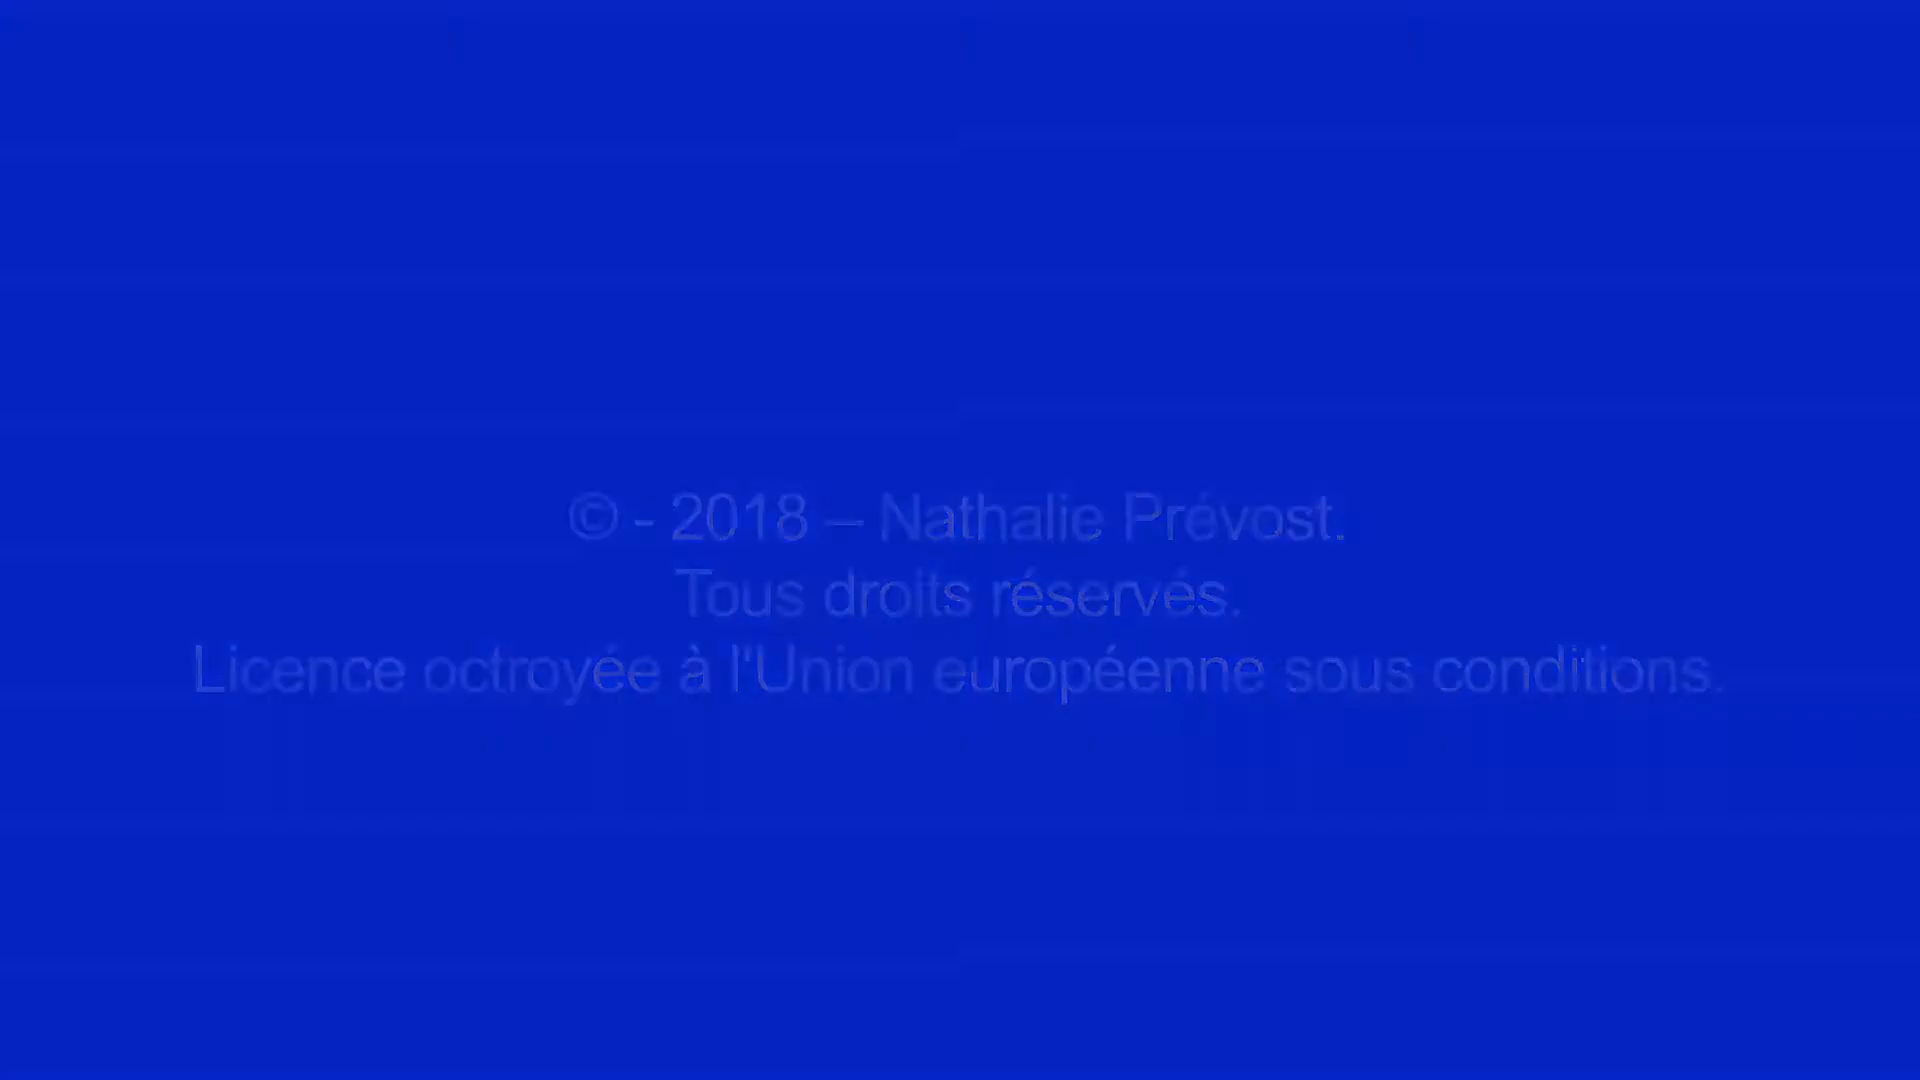 © - 2018 – Nathalie Prévost.
Tous droits réservés.
Licence octroyée à l'Union européenne sous conditions.